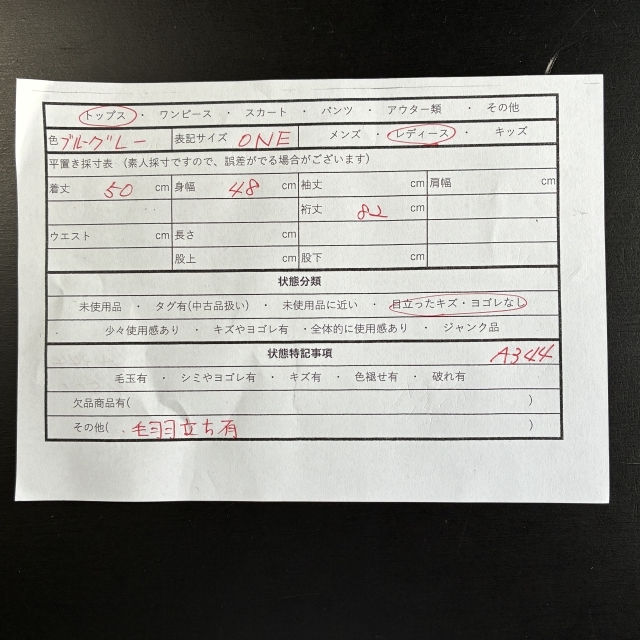 トップス ・ ワンピース ・ スカート ・ パンツ ・ アウター類 ・ その他
色 ブルーグレー 表記サイズ ONE メンズ ・ レディース ・ キッズ
平置き採寸表（素人採寸ですので、誤差がでる場合がございます）
着丈 50 cm 身幅 48 cm 袖丈 cm 肩幅 cm
裄丈 82 cm
ウエスト cm 長さ cm
股上 cm 股下 cm
状態分類
未使用品 ・ タグ有(中古品扱い) ・ 未使用品に近い ・ 目立ったキズ・ヨゴレなし
少々使用感あり ・ キズやヨゴレ有 ・全体的に使用感あり ・ ジャンク品
状態特記事項 A344
毛玉有 ・ シミやヨゴレ有 ・ キズ有 ・ 色褪せ有 ・ 破れ有
欠品商品有( )
その他( 毛羽立ち有 )